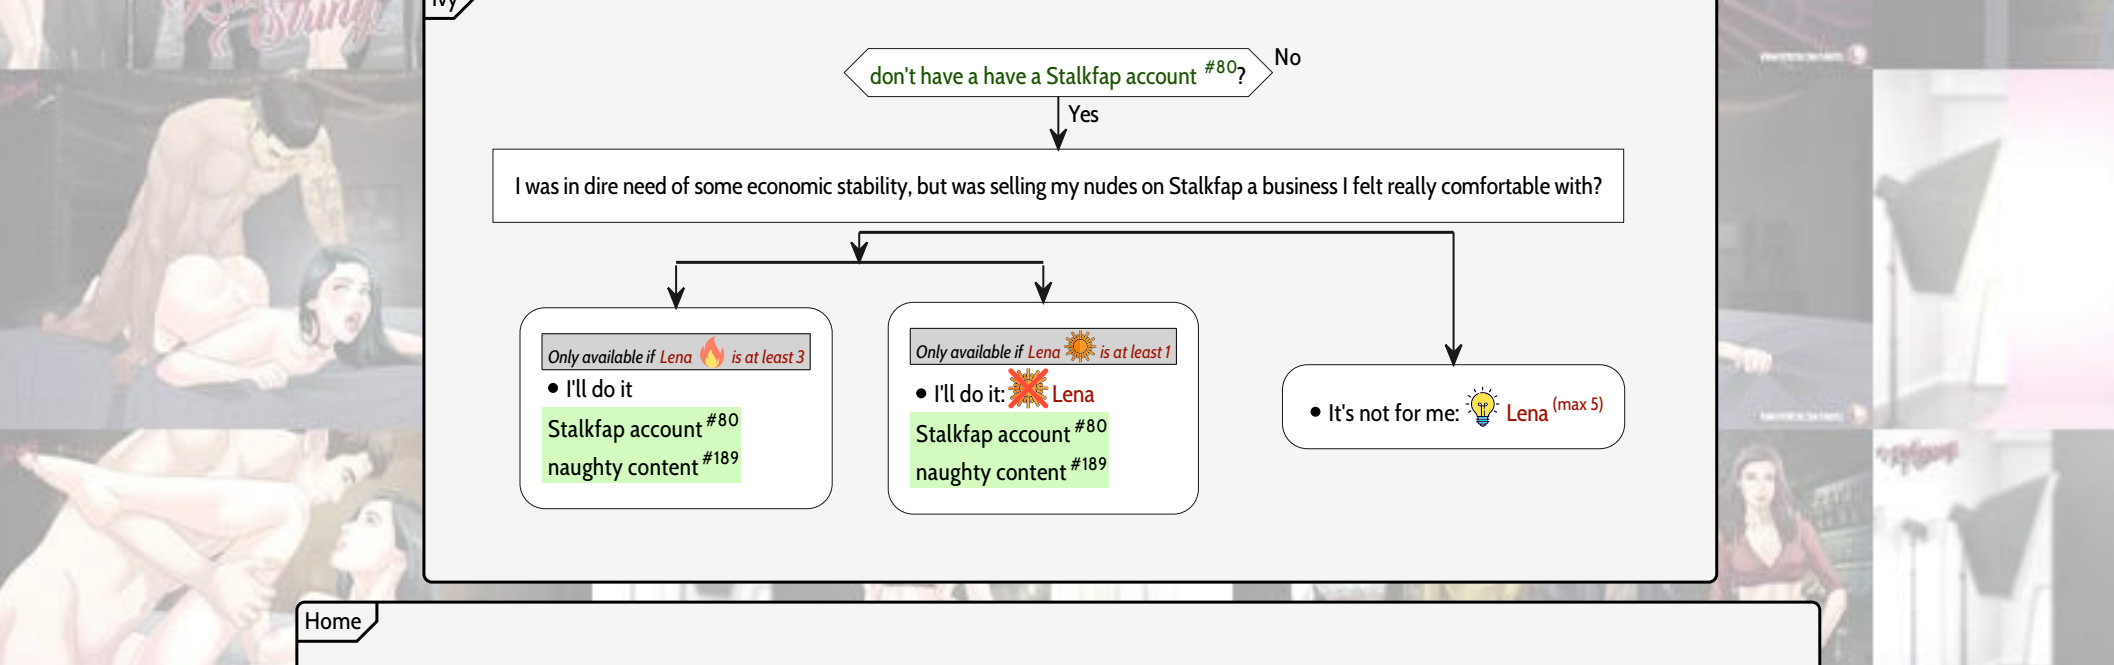 Ivy
don't have a have a Stalkfap account #80?
No
Yes
I was in dire need of some economic stability, but was selling my nudes on Stalkfap a business I felt really comfortable with?
Only available if Lena is at least 3
• I'll do it
Stalkfap account #80
naughty content #189
Only available if Lena is at least 1
• I'll do it: Lena
Stalkfap account #80
naughty content #189
• It's not for me: Lena (max 5)
Home